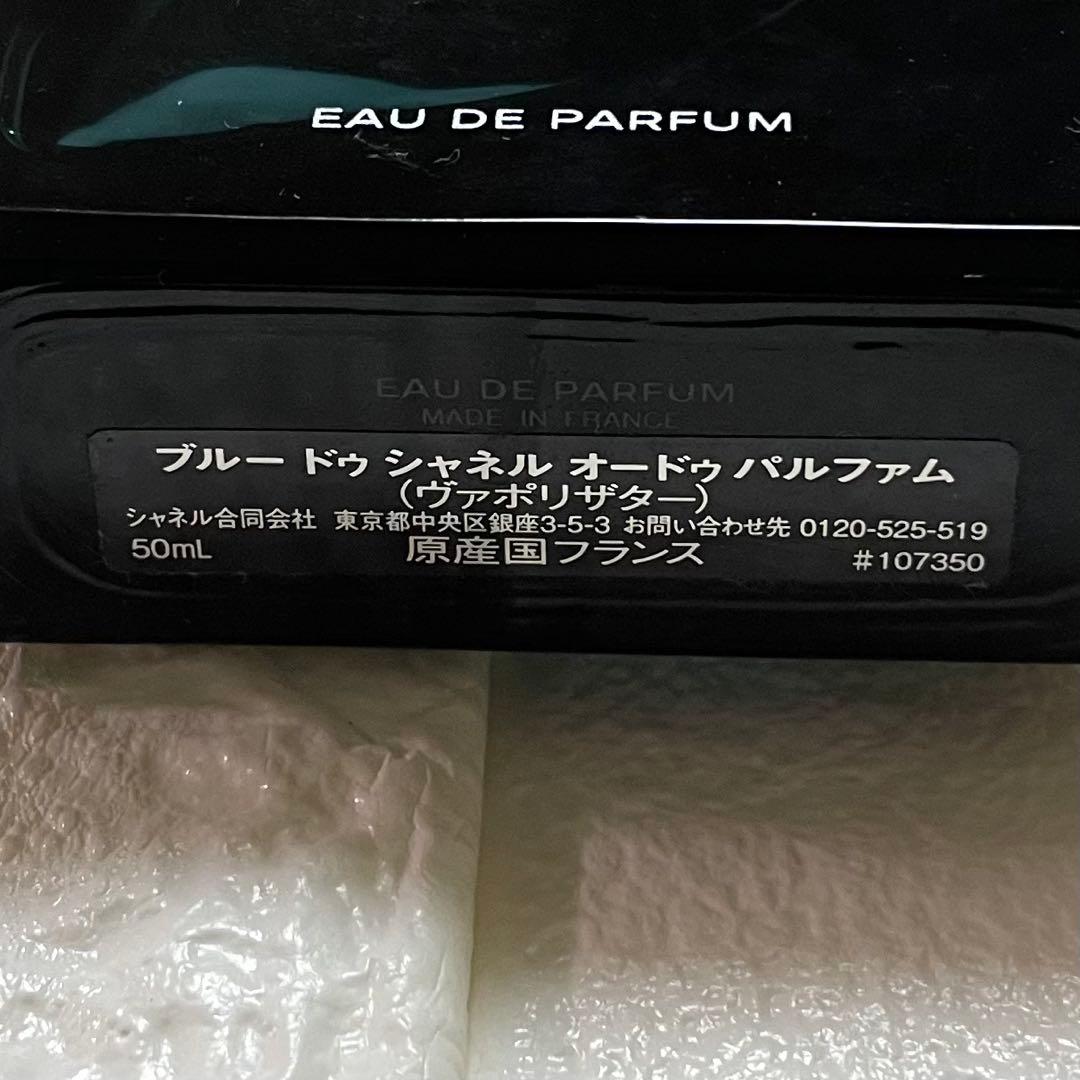 EAU DE PARFUM
EAU DE PARFUM
MADE IN FRANCE
ブルー ドゥ シャネル オードゥ パルファム
(ヴァポリザター)
シャネル合同会社 東京都中央区銀座3-5-3 お問い合わせ先 0120-525-519
50mL 原産国フランス #107350